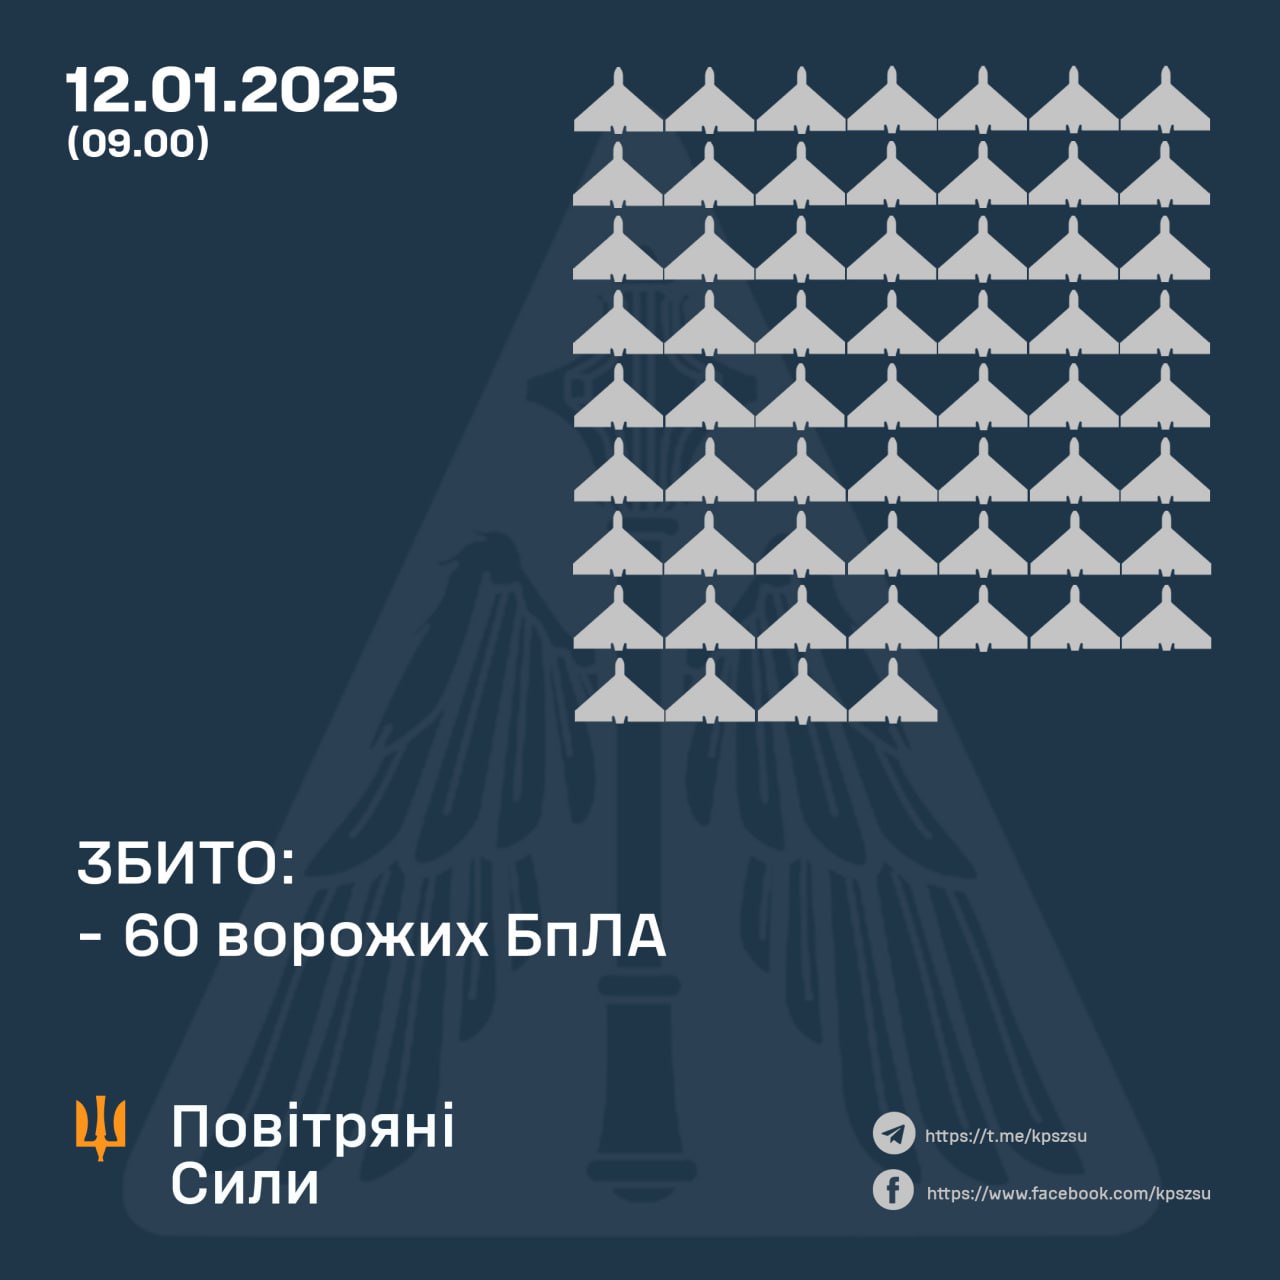 12.01.2025
(09.00)
ЗБИТО:
- 60 ворожих БпЛА
Повітряні
Сили
https://t.me/kpszsu
https://www.facebook.com/kpszsu